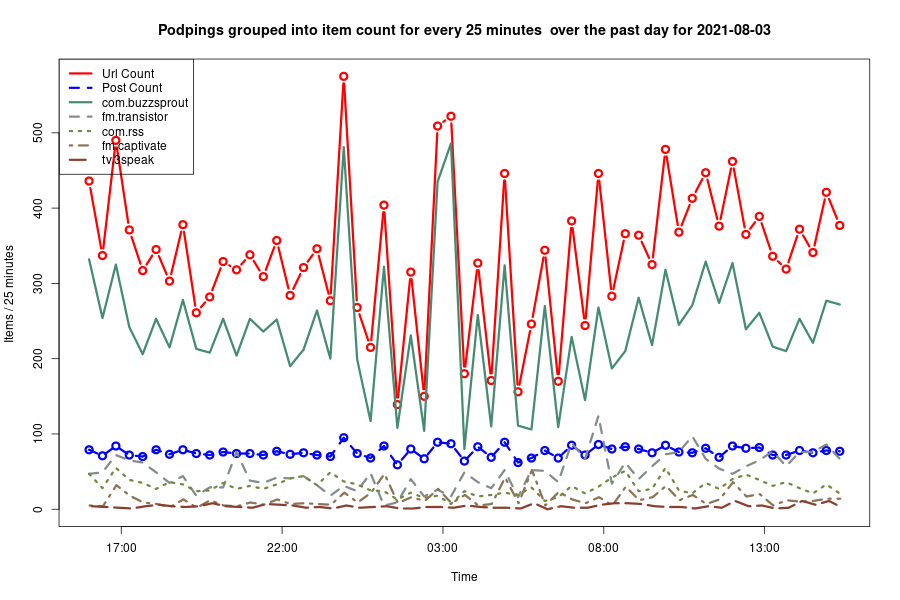 Podpings grouped into item count for every 25 minutes  over the past day for 2021-08-03
Url Count
Post Count
com.buzzsprout
fm.transistor
com.rss
fm.captivate
tv.3speak
500
400
300
200
100
0
Items / 25 minutes
17:00 22:00 03:00 08:00 13:00
Time